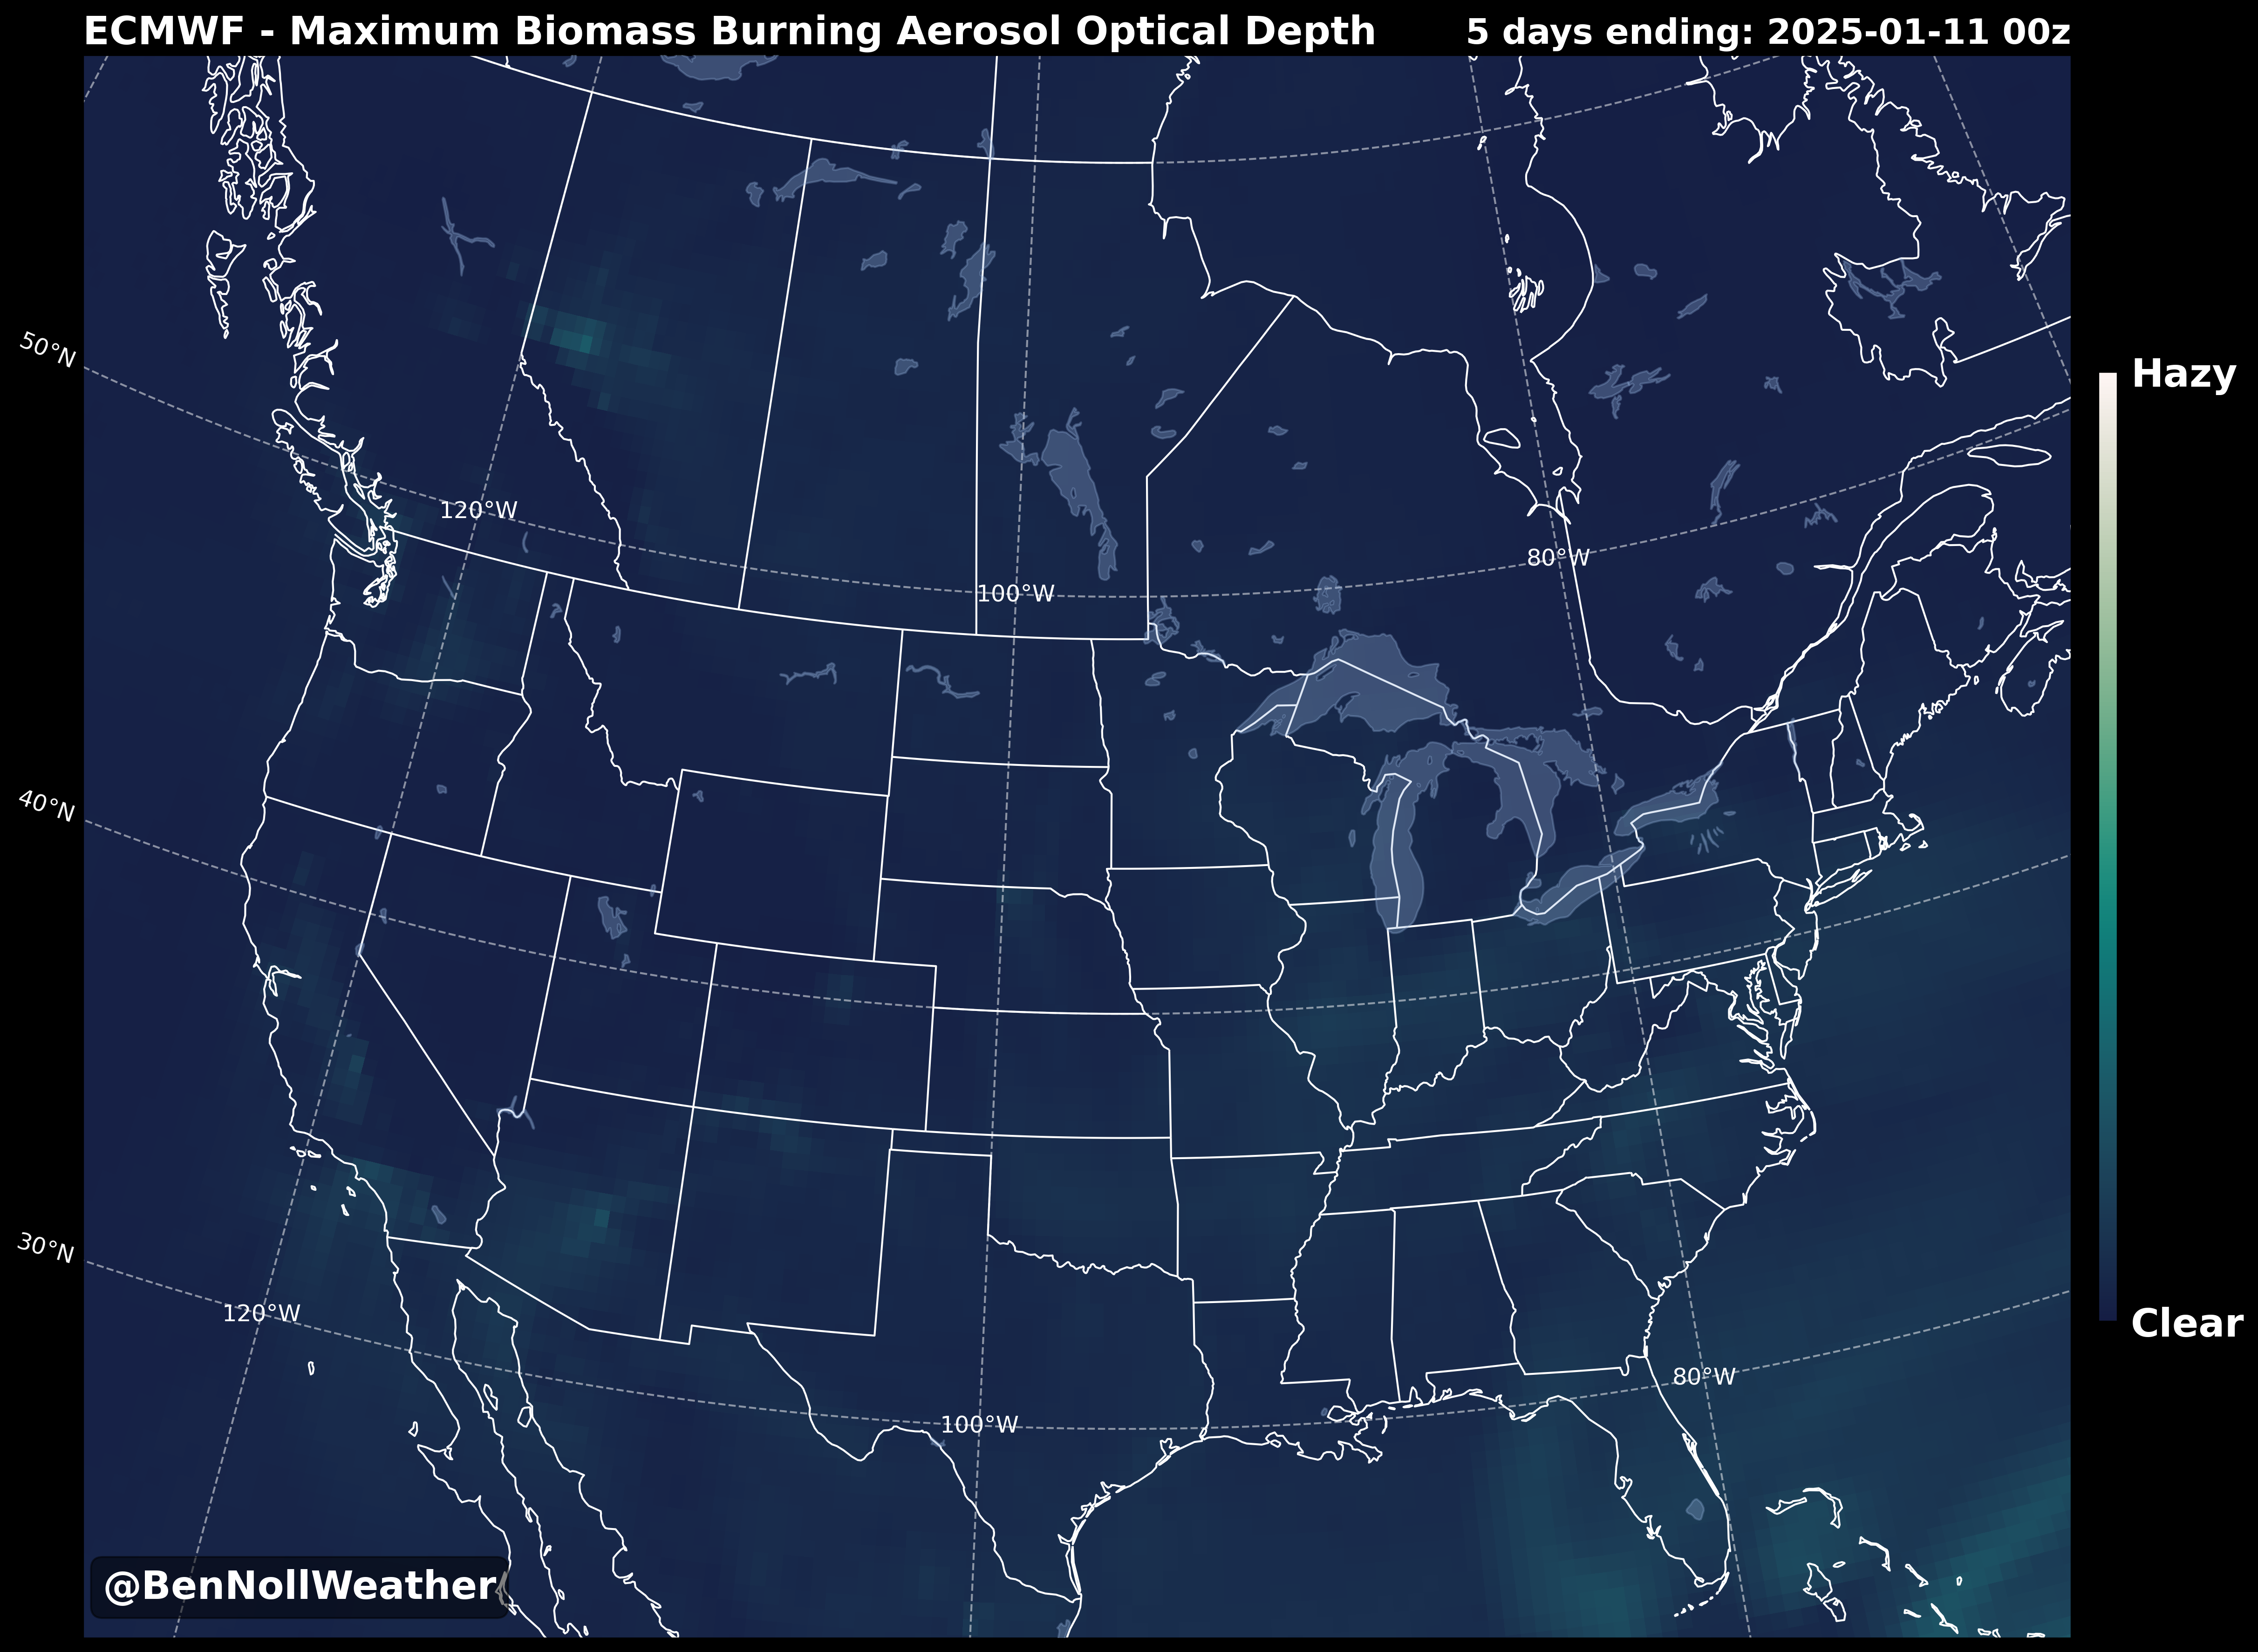 ECMWF - Maximum Biomass Burning Aerosol Optical Depth
5 days ending: 2025-01-11 00z
50°N
Hazy
120°W
80°W
100°W
40°N
30°N
120°W
Clear
80°W
100°W
@BenNollWeather